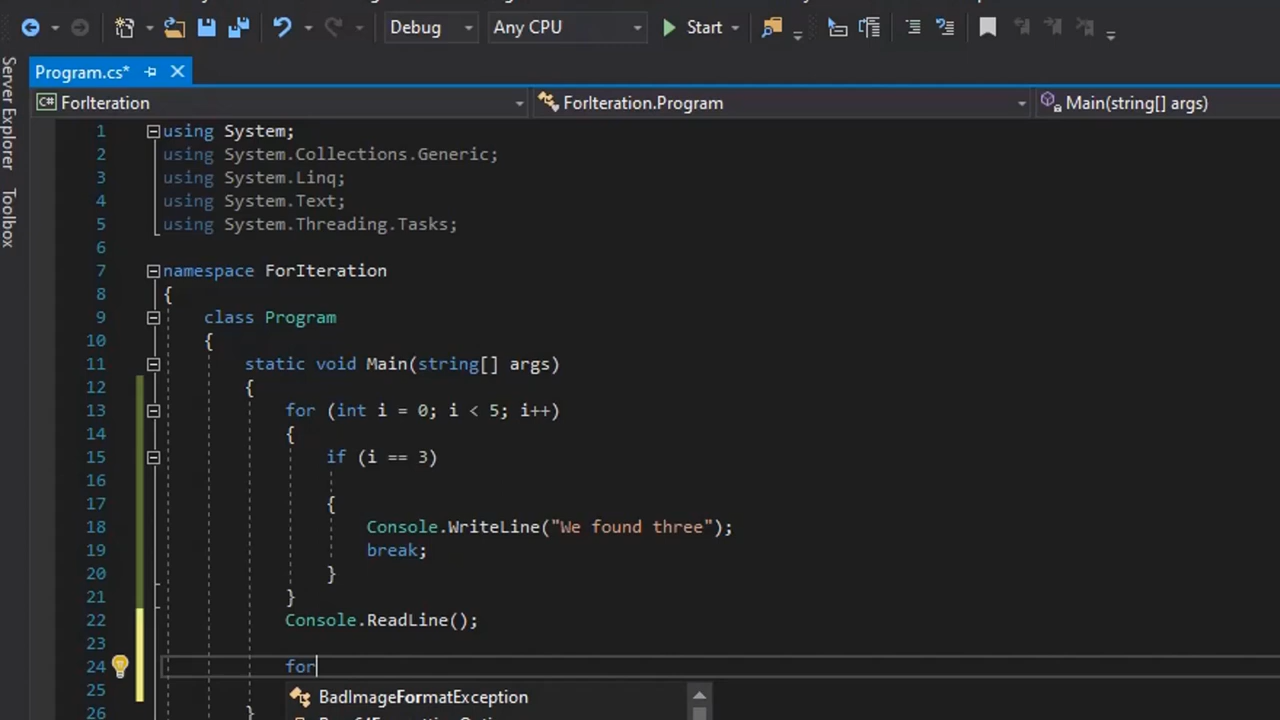 Debug Any CPU Start
Server Explorer
Toolbox
Program.cs*
ForIteration ForIteration.Program Main(string[] args)
1 using System;
2 using System.Collections.Generic;
3 using System.Linq;
4 using System.Text;
5 using System.Threading.Tasks;
6
7 namespace ForIteration
8 {
9 class Program
10 {
11 static void Main(string[] args)
12 {
13 for (int i = 0; i < 5; i++)
14 {
15 if (i == 3)
16
17 {
18 Console.WriteLine("We found three");
19 break;
20 }
21 }
22 Console.ReadLine();
23
24 for
25
BadImageFormatException
26 }